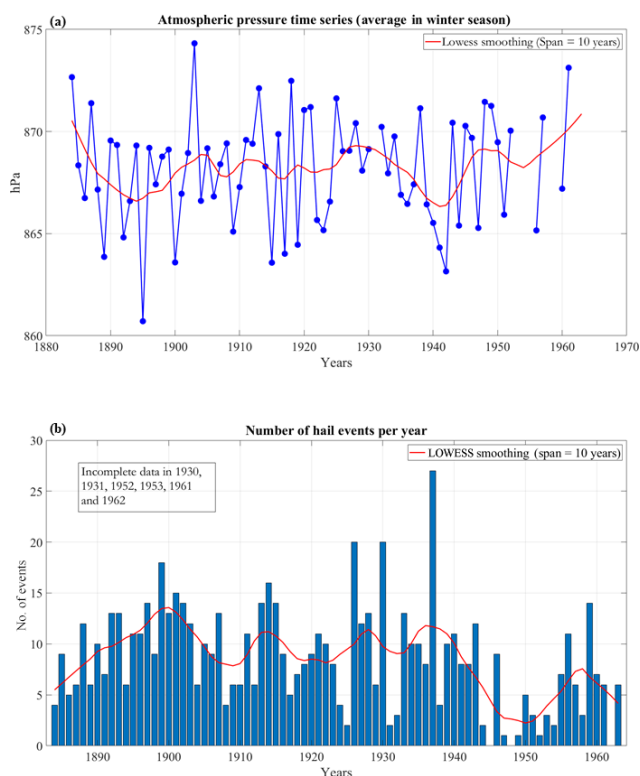 (a)
Atmospheric pressure time series (average in winter season)
875
Lowess smoothing (Span = 10 years)
870
hPa
865
860
1880 1890 1900 1910 1920 1930 1940 1950 1960 1970
Years
(b)
Number of hail events per year
30
LOWESS smoothing (span = 10 years)
Incomplete data in 1930,
1931, 1952, 1953, 1961
and 1962
25
20
15
No. of events
10
5
0
1890 1900 1910 1920 1930 1940 1950 1960
Years